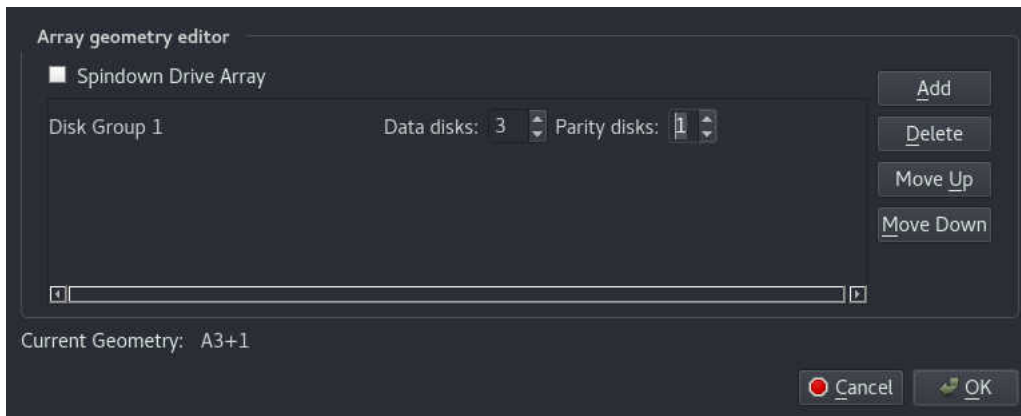 Array geometry editor
Spindown Drive Array
Add
Disk Group 1 Data disks: 3 Parity disks: 1
Delete
Move Up
Move Down
Current Geometry: A3+1
Cancel OK